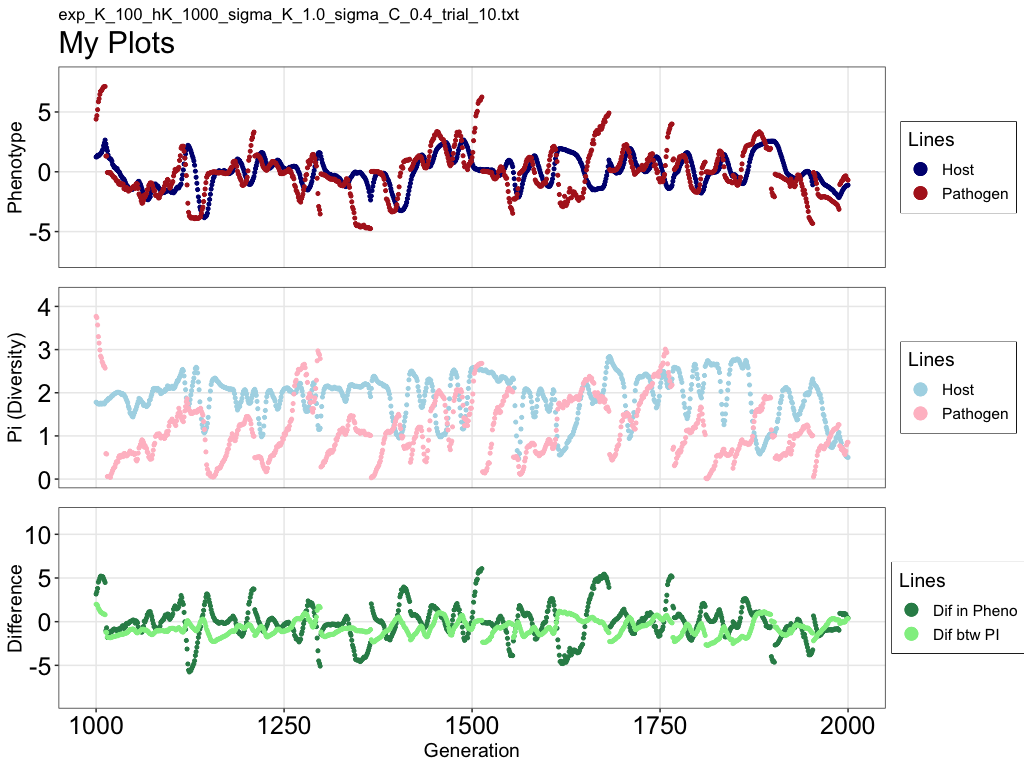 exp_K_100_hK_1000_sigma_K_1.0_sigma_C_0.4_trial_10.txt
My Plots
Phenotype
5
0
-5
Lines
Host
Pathogen
Pi (Diversity)
4
3
2
1
0
Lines
Host
Pathogen
Difference
10
5
0
-5
Lines
Dif in Pheno
Dif btw PI
1000 1250 1500 1750 2000
Generation